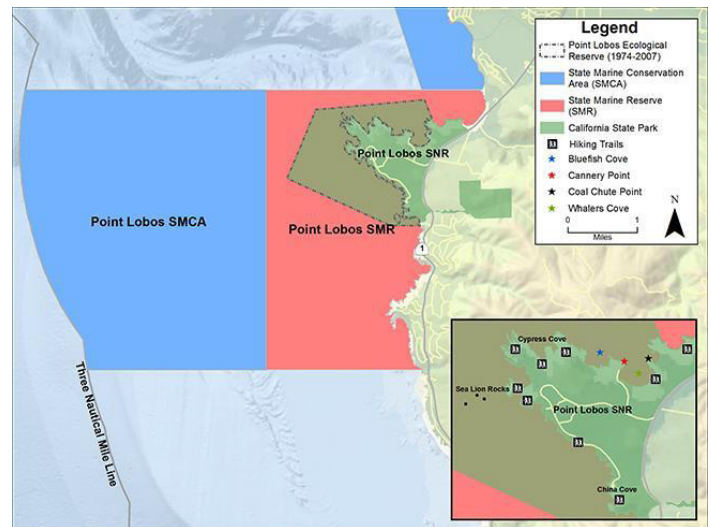 Legend
Point Lobos Ecological
Reserve (1974-2007)
State Marine Conservation
Area (SMCA)
State Marine Reserve
(SMR)
California State Park
Hiking Trails
Bluefish Cove
Cannery Point
Coal Chute Point
Whalers Cove
N
0 1
Miles
Point Lobos SNR
Point Lobos SMCA
Point Lobos SMR
1
Three Nautical Mile Line
Cypress Cove
Sea Lion Rocks
Point Lobos SNR
China Cove